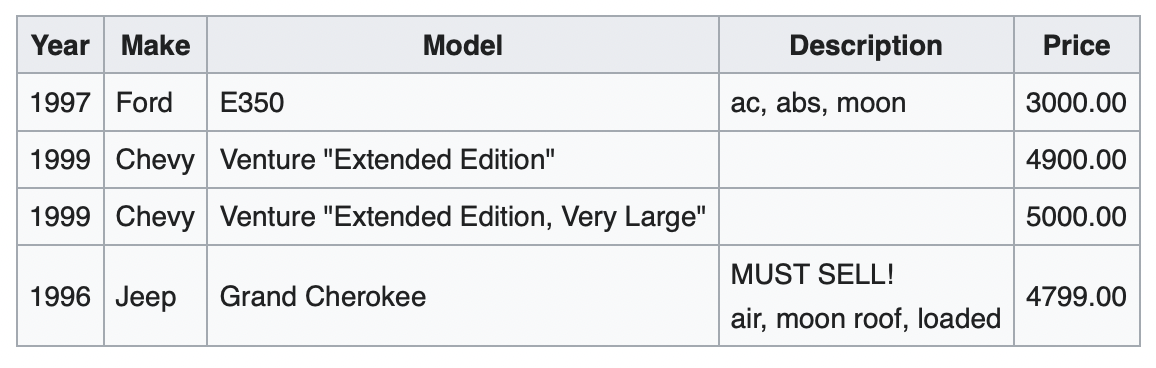 Year Make Model Description Price
1997 Ford E350 ac, abs, moon 3000.00
1999 Chevy Venture "Extended Edition" 4900.00
1999 Chevy Venture "Extended Edition, Very Large" 5000.00
1996 Jeep Grand Cherokee MUST SELL!
air, moon roof, loaded 4799.00